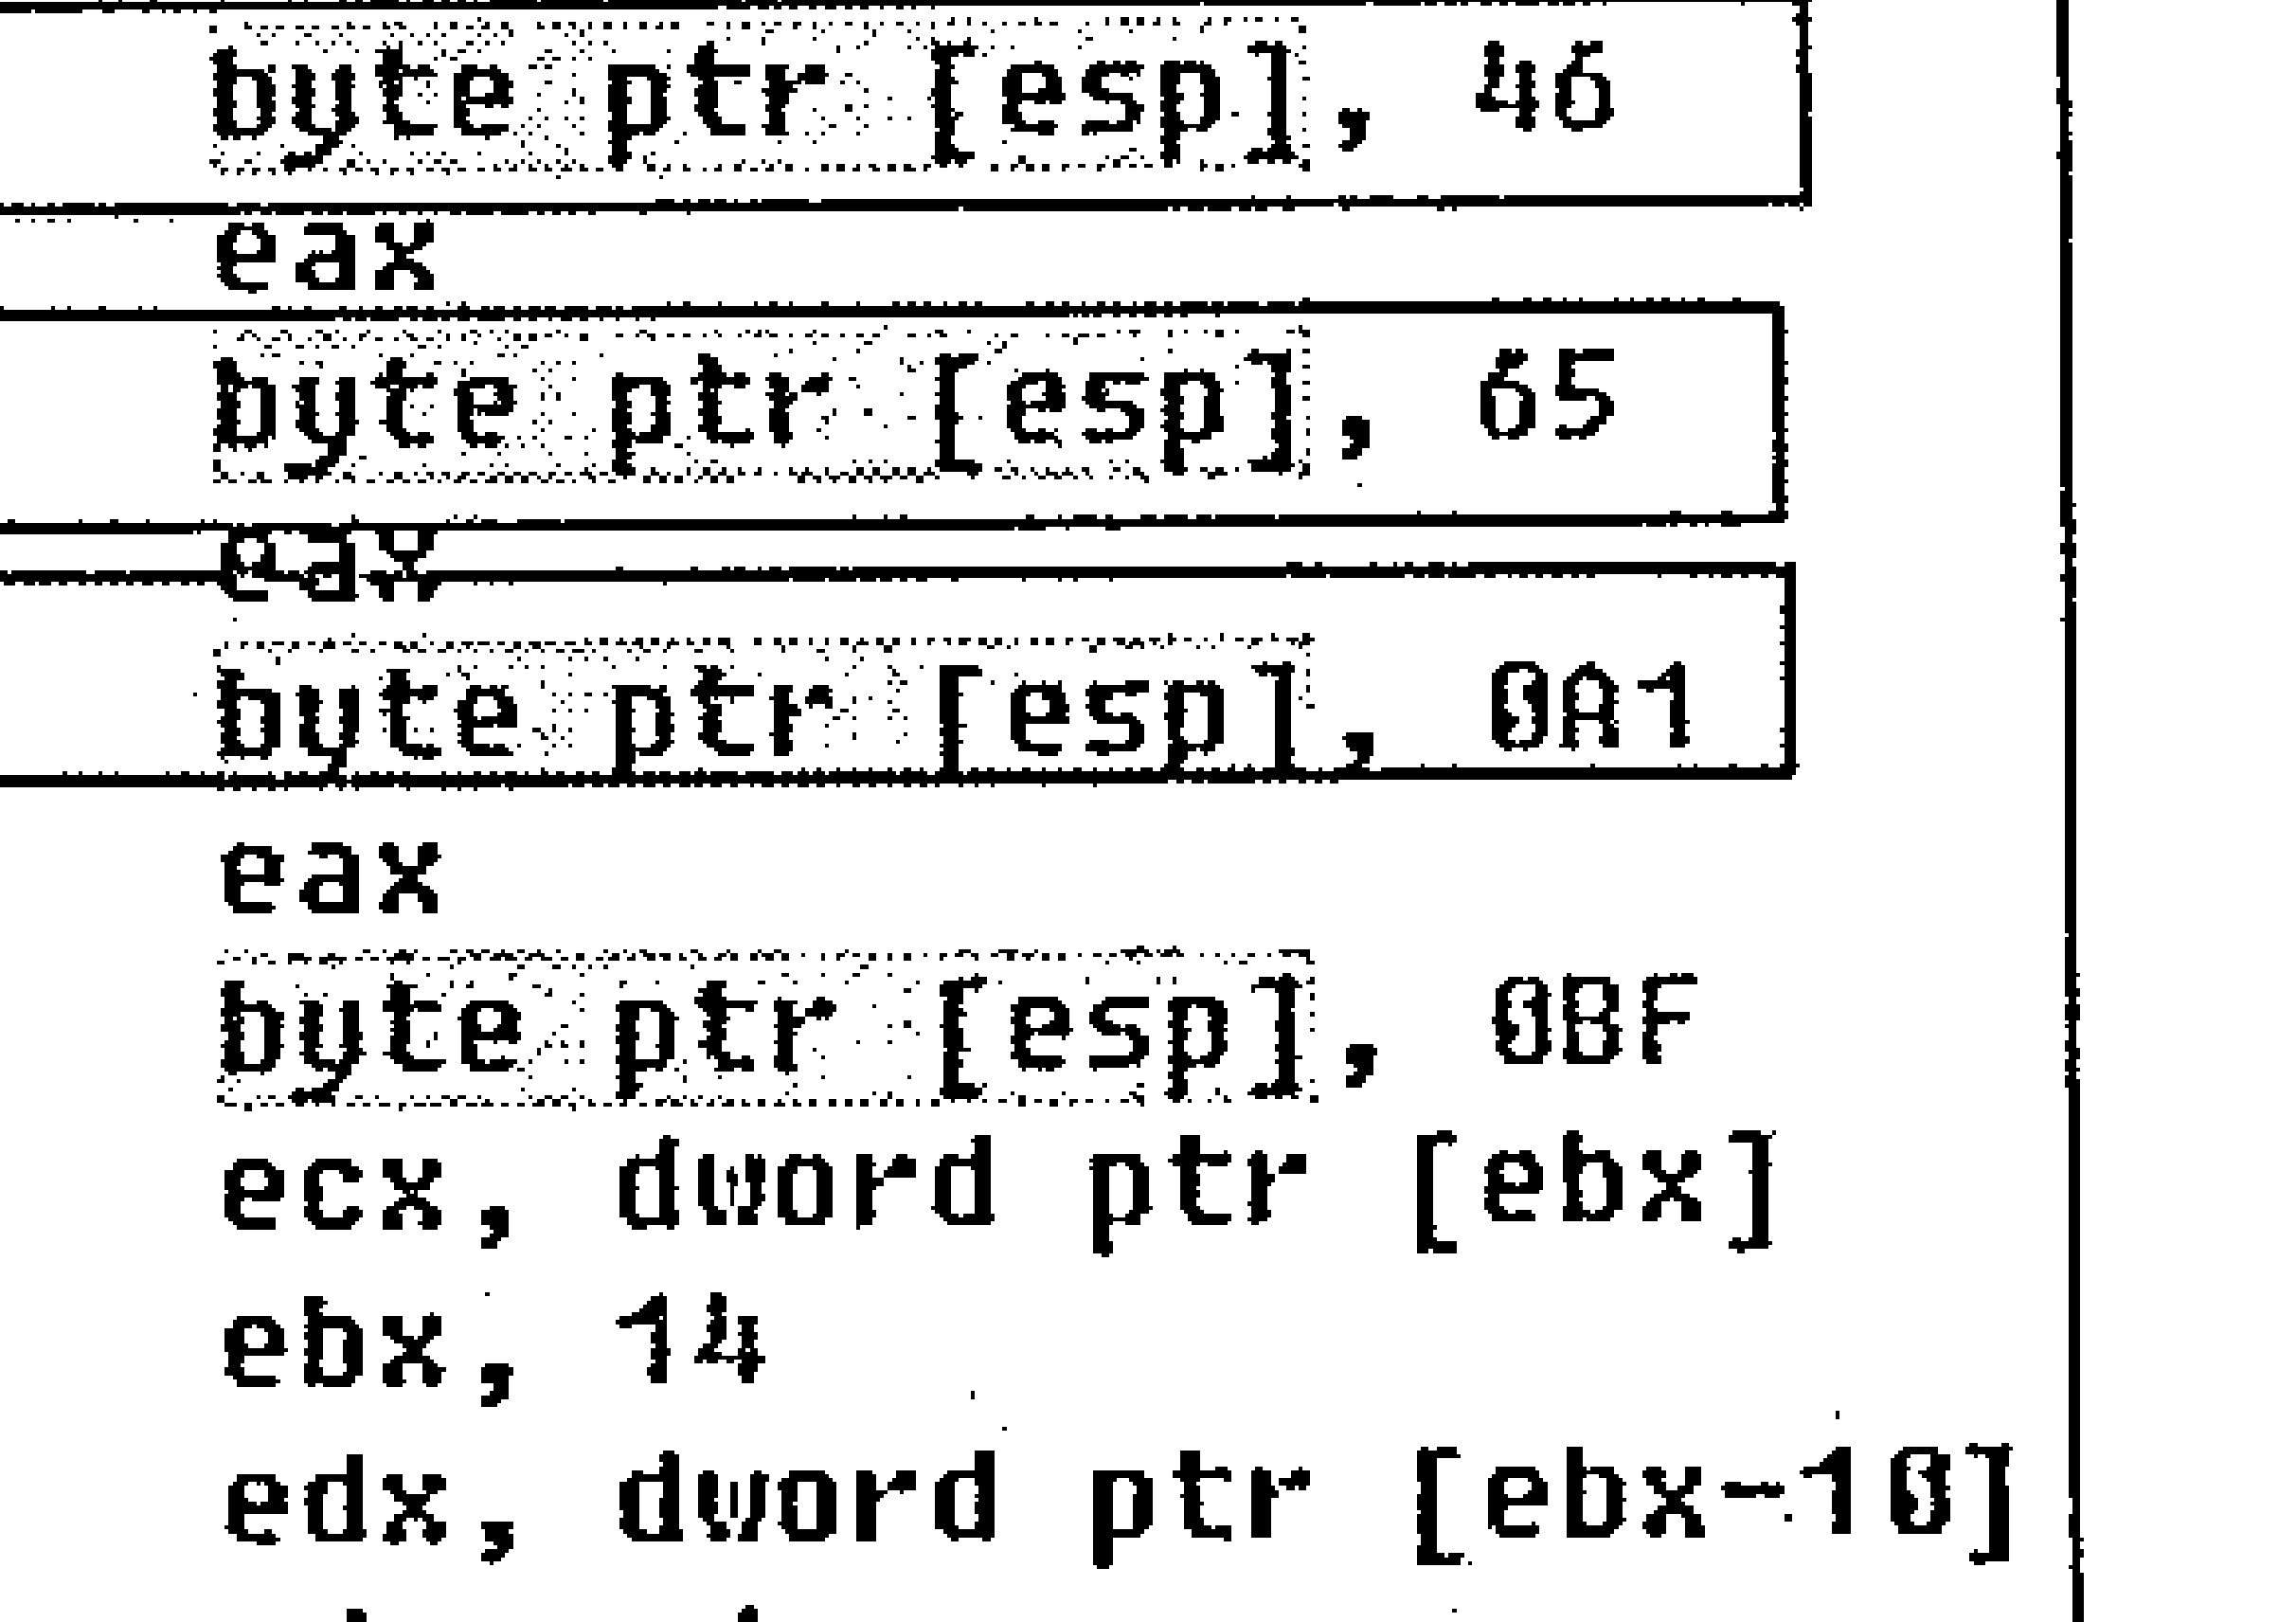 byte ptr [esp], 46
eax
byte ptr [esp], 65
eax
byte ptr [esp], 0A1
eax
byte ptr [esp], 0BF
ecx, dword ptr [ebx]
ebx, 14
edx, dword ptr [ebx-10]